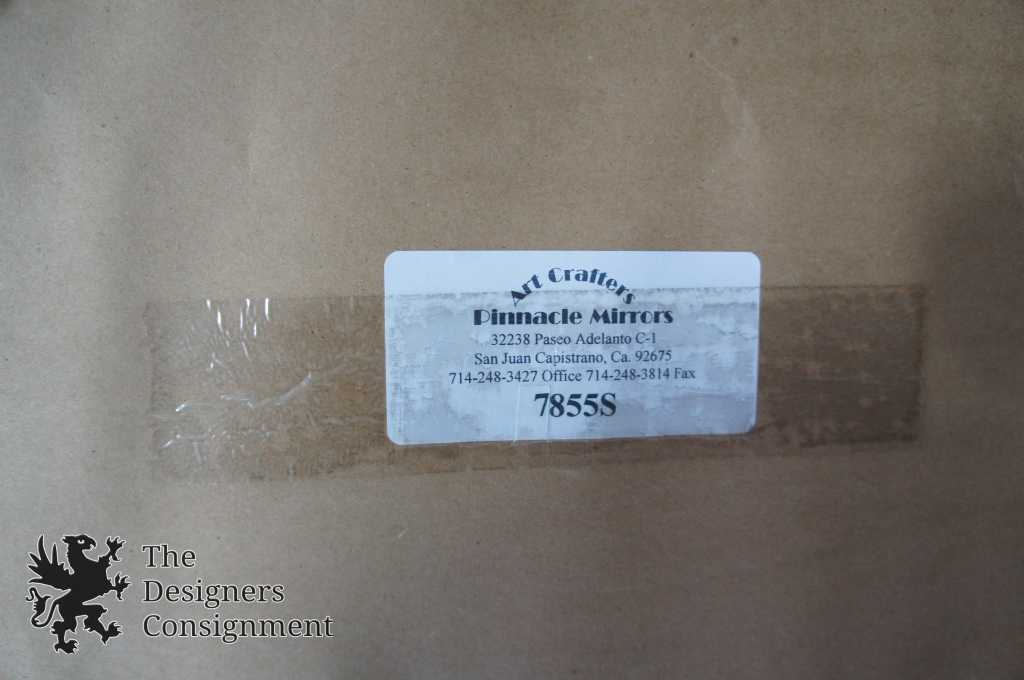 Art Crafters
Pinnacle Mirrors
32238 Paseo Adelanto C-1
San Juan Capistrano, Ca. 92675
714-248-3427 Office 714-248-3814 Fax
7855S
The
Designers
Consignment